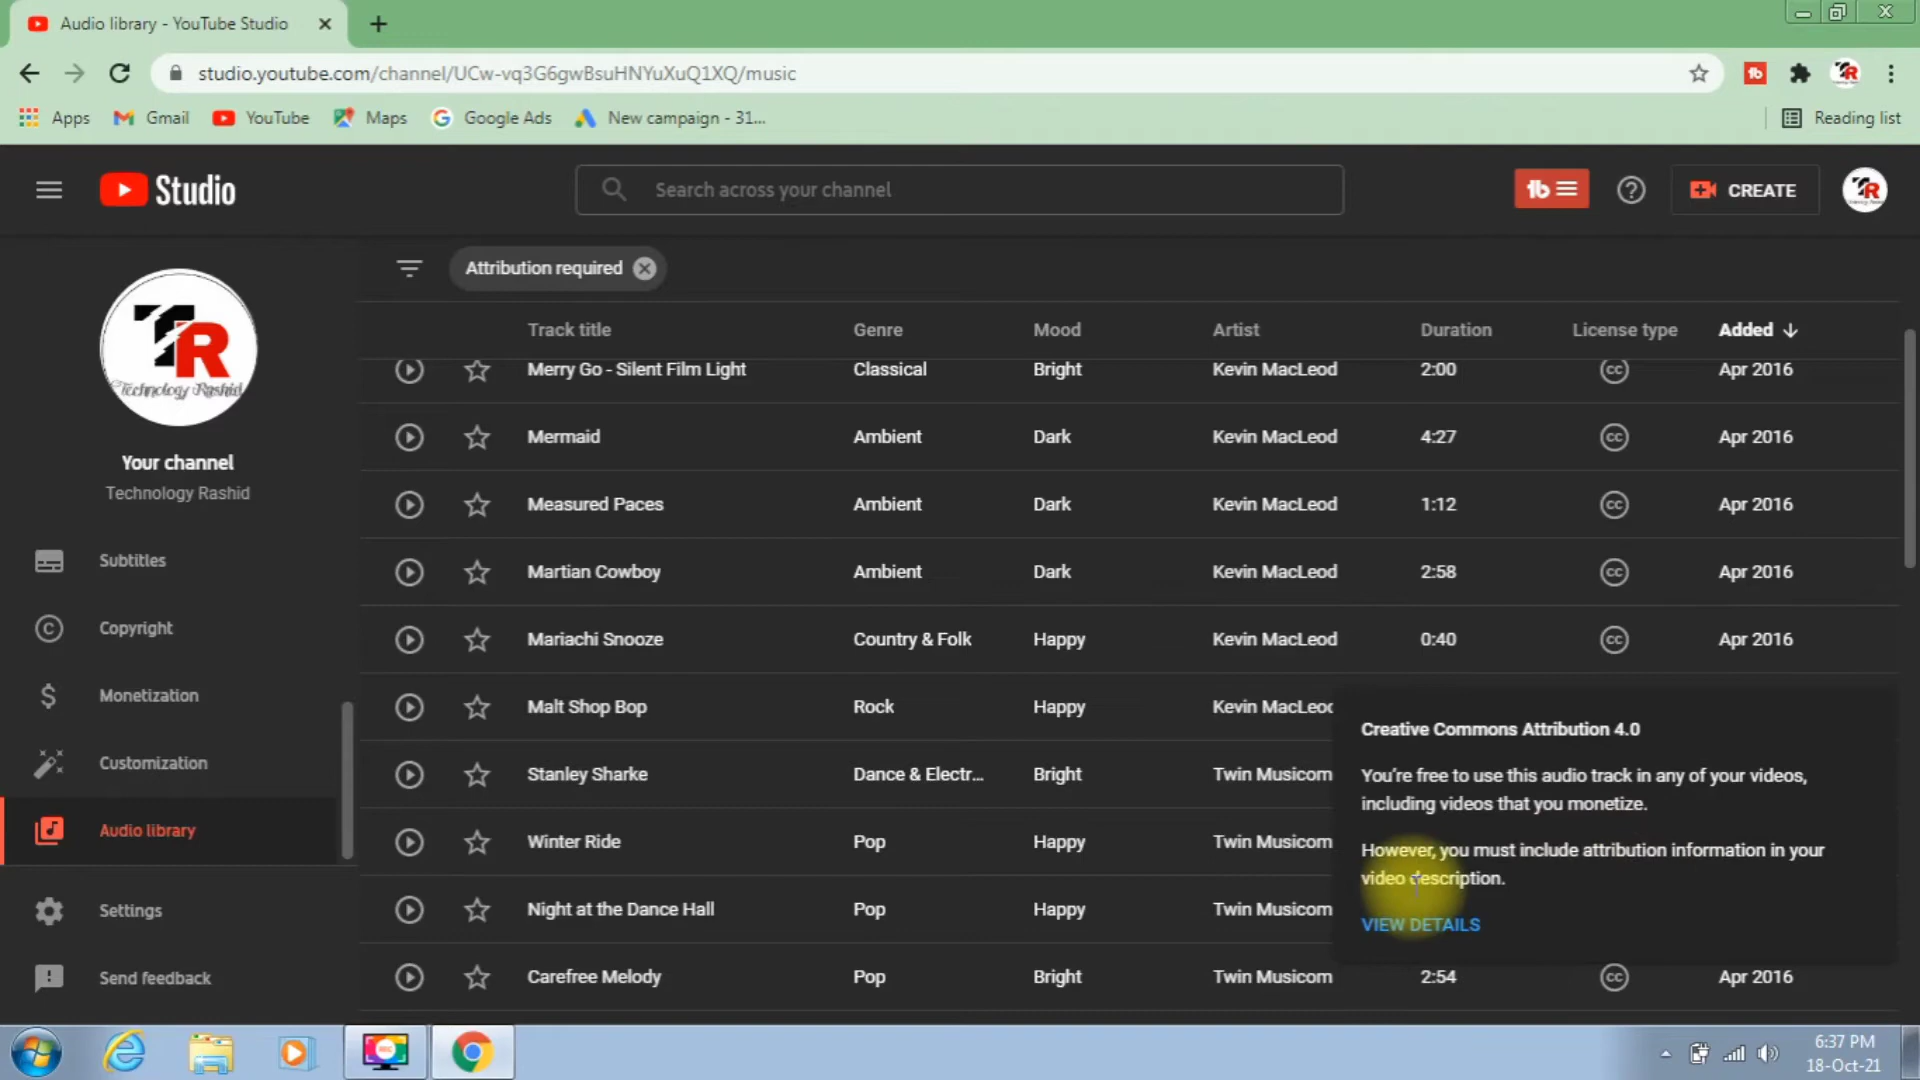 Audio library - YouTube Studio
studio.youtube.com/channel/UCw-vq3G6gwBsuHNYuXuQ1XQ/music
Apps Gmail YouTube Maps Google Ads New campaign - 31... Reading list
Studio Search across your channel CREATE
Attribution required
Track title Genre Mood Artist Duration License type Added
Merry Go - Silent Film Light Classical Bright Kevin MacLeod 2:00 Apr 2016
Mermaid Ambient Dark Kevin MacLeod 4:27 Apr 2016
Measured Paces Ambient Dark Kevin MacLeod 1:12 Apr 2016
Martian Cowboy Ambient Dark Kevin MacLeod 2:58 Apr 2016
Mariachi Snooze Country & Folk Happy Kevin MacLeod 0:40 Apr 2016
Malt Shop Bop Rock Happy Kevin MacLeod
Stanley Sharke Dance & Electr... Bright Twin Musicom
Winter Ride Pop Happy Twin Musicom
Night at the Dance Hall Pop Happy Twin Musicom
Carefree Melody Pop Bright Twin Musicom 2:54 Apr 2016
Creative Commons Attribution 4.0
You're free to use this audio track in any of your videos,
including videos that you monetize.
However, you must include attribution information in your
video description.
VIEW DETAILS
TR
Technology Rashid
Your channel
Technology Rashid
Subtitles
Copyright
Monetization
Customization
Audio library
Settings
Send feedback
6:37 PM
18-Oct-21